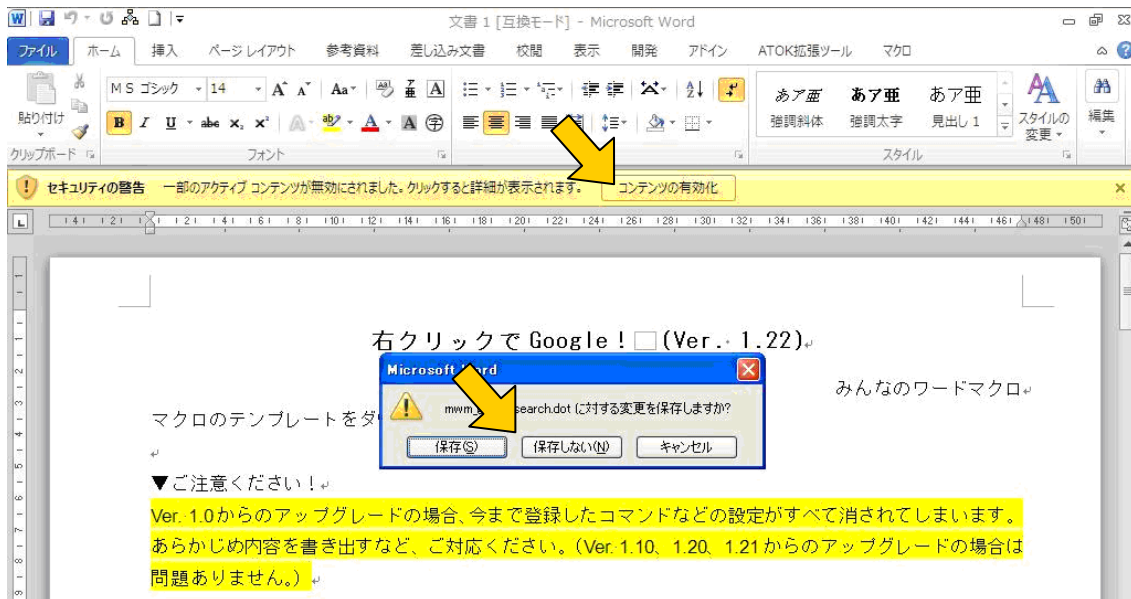 文書 1 [互換モード] - Microsoft Word
ファイル ホーム 挿入 ページ レイアウト 参考資料 差し込み文書 校閲 表示 開発 アドイン ATOK拡張ツール マクロ
貼り付け
MS ゴシック 14
B I U abc x₂ x²
あア亜 あア亜 あア亜
強調斜体 強調太字 見出し 1
スタイルの変更
編集
クリップボード フォント スタイル
セキュリティの警告 一部のアクティブ コンテンツが無効にされました。クリックすると詳細が表示されます。 コンテンツの有効化
右クリックで Google!□(Ver. 1.22)
みんなのワードマクロ
Microsoft
search.dot に対する変更を保存しますか?
保存(S) 保存しない(N) キャンセル
マクロのテンプレートをダ
▼ご注意ください!
Ver. 1.0からのアップグレードの場合、今まで登録したコマンドなどの設定がすべて消されてしまいます。
あらかじめ内容を書き出すなど、ご対応ください。(Ver. 1.10、1.20、1.21 からのアップグレードの場合は
問題ありません。)